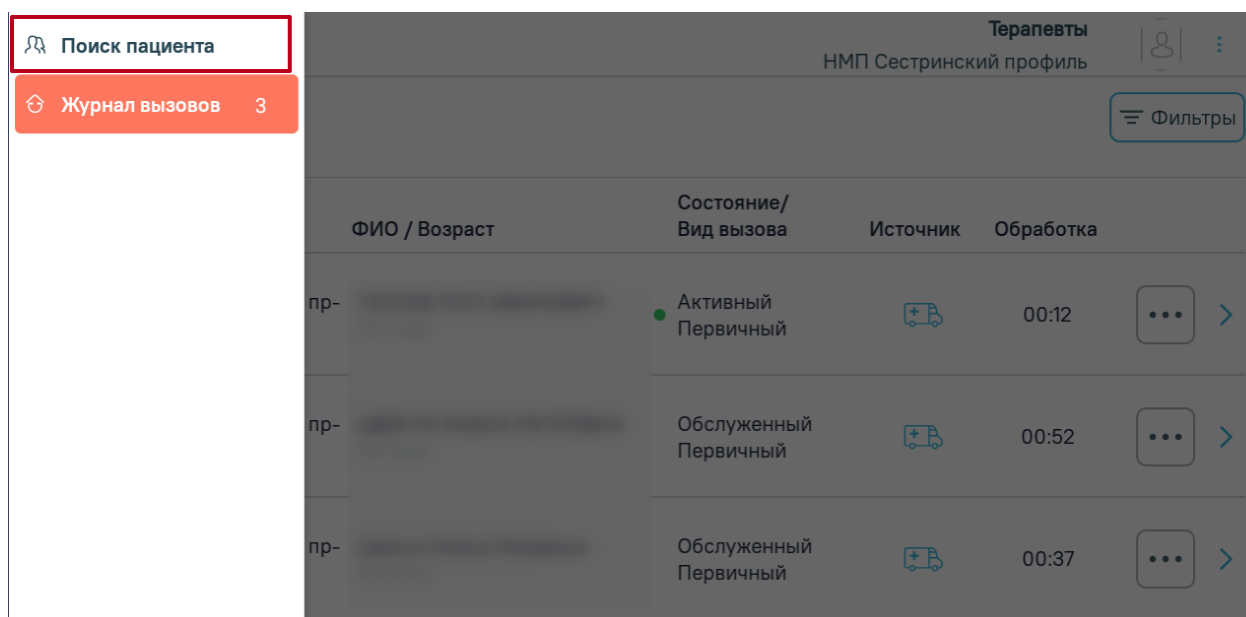 Поиск пациента
Журнал вызовов 3
Терапевты
НМП Сестринский профиль
Фильтры
ФИО / Возраст
Состояние/
Вид вызова
Источник
Обработка
пр-
Активный
Первичный
00:12
пр-
Обслуженный
Первичный
00:52
пр-
Обслуженный
Первичный
00:37